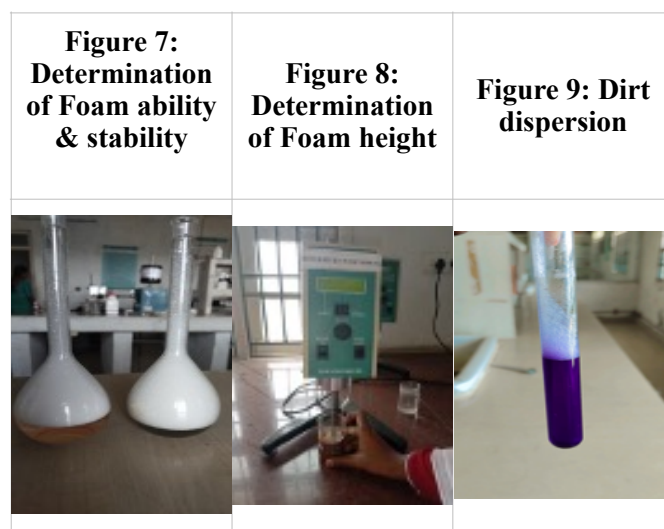 Figure 7:
Determination
of Foam ability
& stability
Figure 8:
Determination
of Foam height
Figure 9: Dirt
dispersion